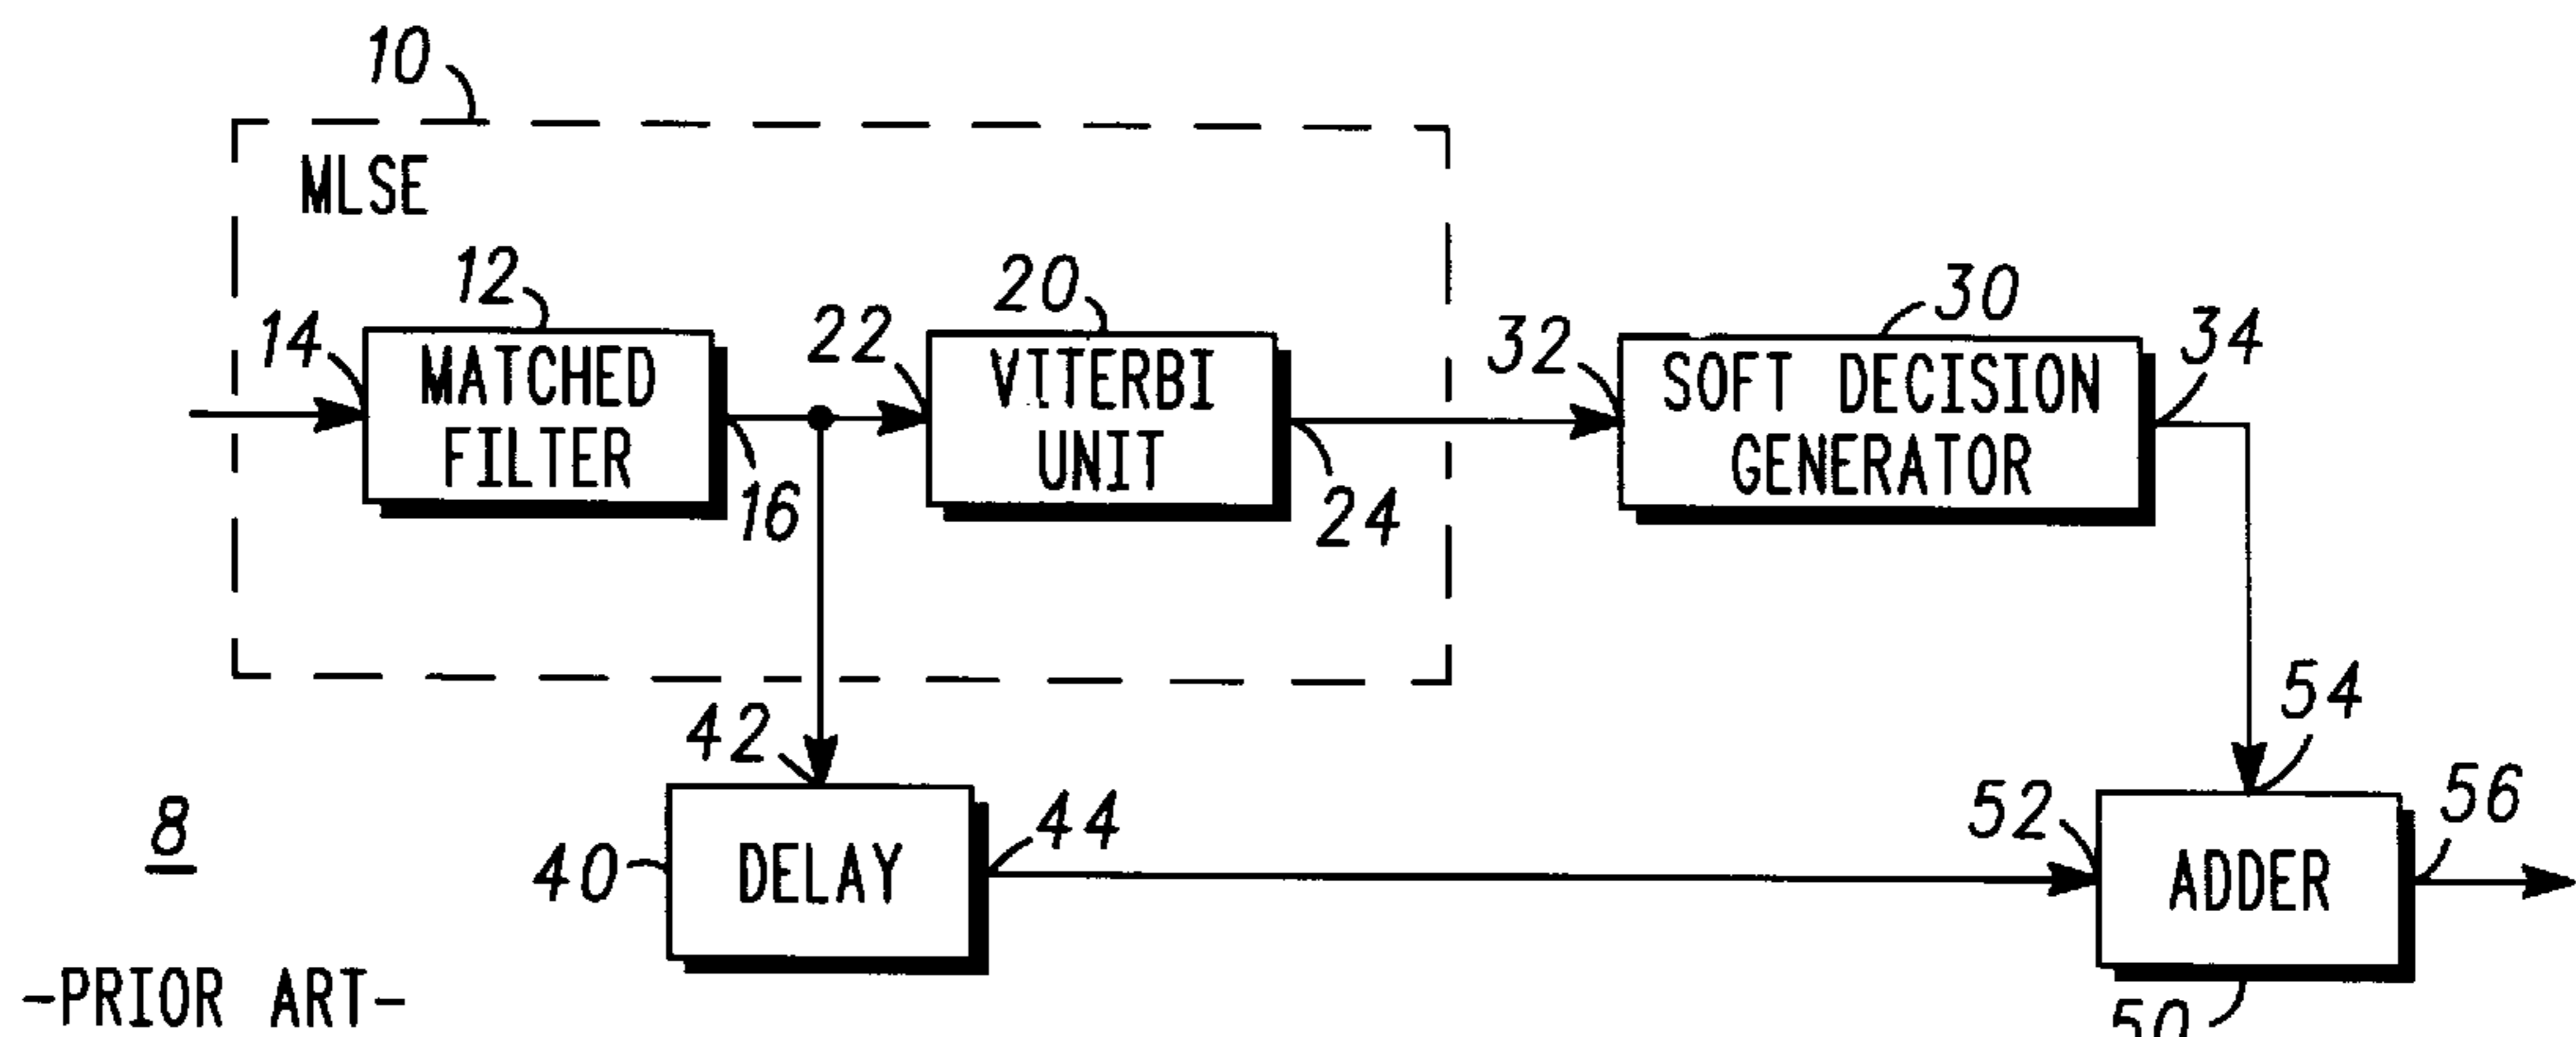 10
MLSE
12
20
14
22
30
34
32
MATCHED
FILTER
VITERBI
UNIT
SOFT DECISION
GENERATOR
16
24
42
54
8
44
52
56
40
DELAY
ADDER
-PRIOR ART-
50